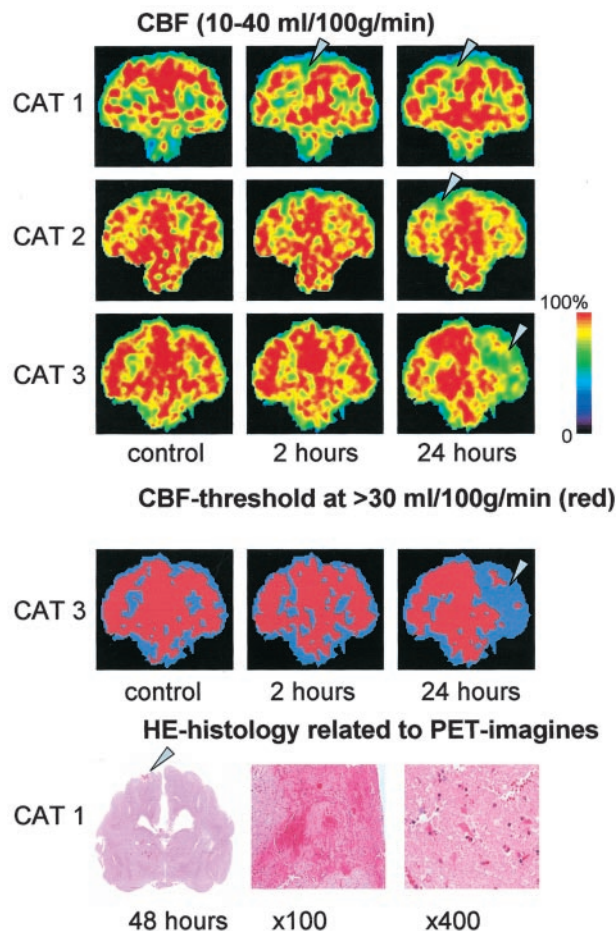 CBF (10-40 ml/100g/min)
CAT 1
CAT 2
100%
CAT 3
0
control 2 hours 24 hours
CBF-threshold at >30 ml/100g/min (red)
CAT 3
control 2 hours 24 hours
HE-histology related to PET-imagines
CAT 1
48 hours x100 x400